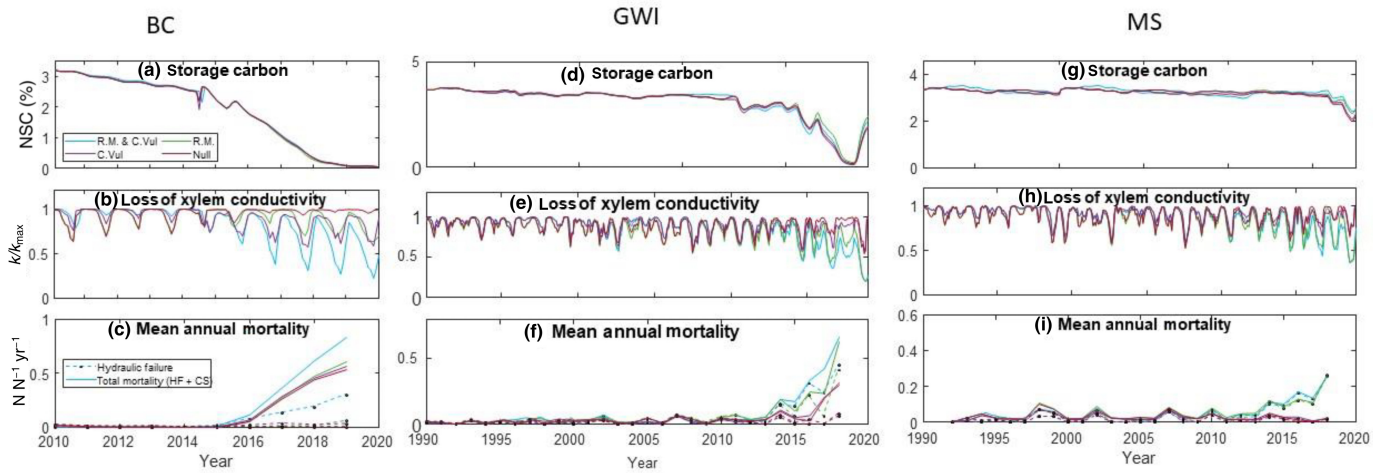 BC
GWI
MS
(a) Storage carbon
NSC (%)
3
2
1
0
R.M. & C.Vul
R.M.
C.Vul
Null
(b) Loss of xylem conductivity
k/kmax
1
0.5
0
(c) Mean annual mortality
N N−1 yr−1
1
0.5
0
Hydraulic failure
Total mortality (HF + CS)
2010 2012 2014 2016 2018 2020
Year
(d) Storage carbon
5
0
(e) Loss of xylem conductivity
1
0.5
0
(f) Mean annual mortality
0.5
0
1990 1995 2000 2005 2010 2015 2020
Year
(g) Storage carbon
4
2
0
(h) Loss of xylem conductivity
1
0.5
0
(i) Mean annual mortality
0.6
0.4
0.2
0
1990 1995 2000 2005 2010 2015 2020
Year